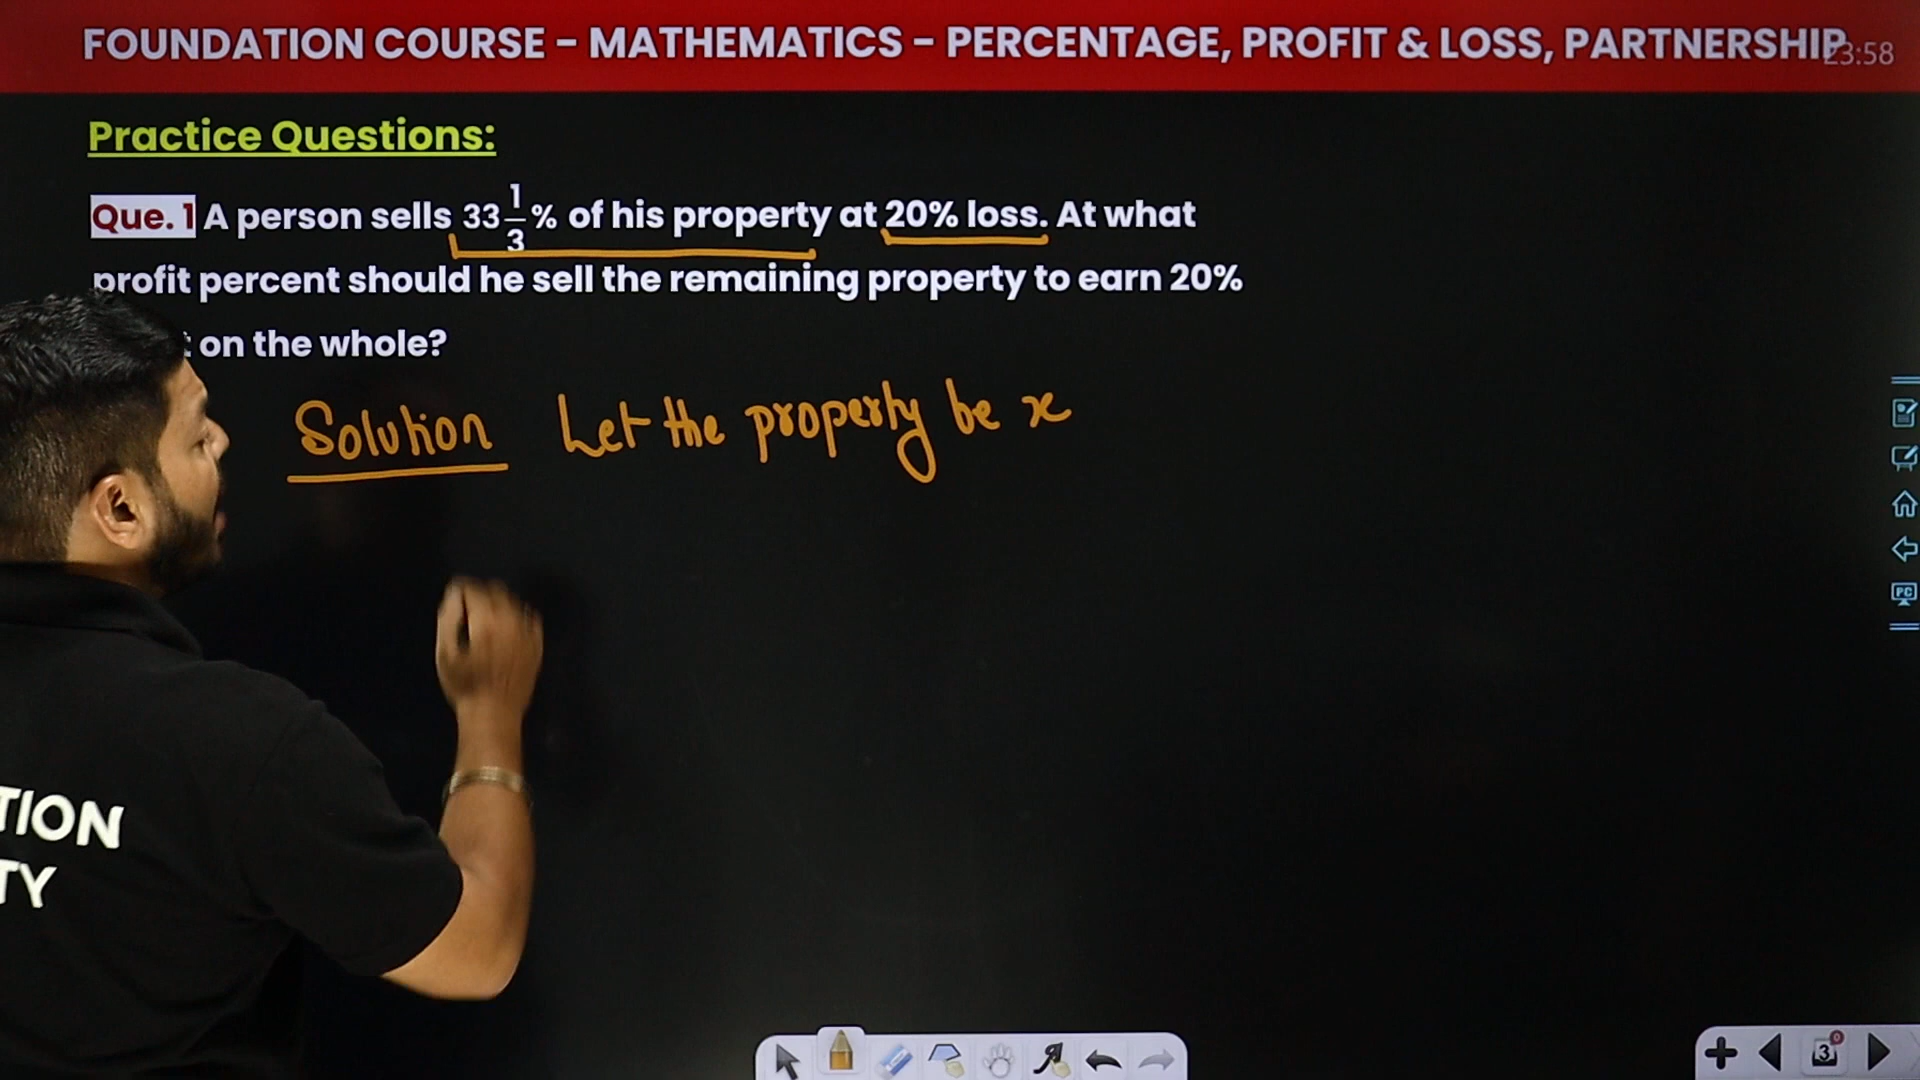 FOUNDATION COURSE - MATHEMATICS - PERCENTAGE, PROFIT & LOSS, PARTNERSHIP
23:58
Practice Questions:
Que. 1 A person sells 33 1/3 % of his property at 20% loss. At what
profit percent should he sell the remaining property to earn 20%
on the whole?
Solution Let the property be x
TION
TY
PC
3